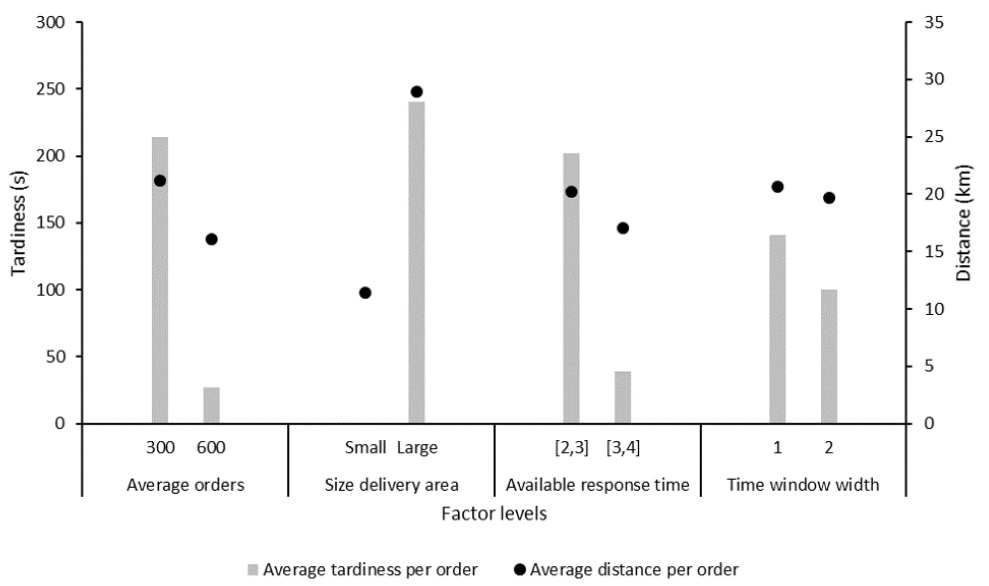 300 35
250 30
200 25
150 20
100 15
50 10
0 5
0
Tardiness (s)
Distance (km)
300 600 Small Large [2,3] [3,4] 1 2
Average orders Size delivery area Available response time Time window width
Factor levels
Average tardiness per order Average distance per order